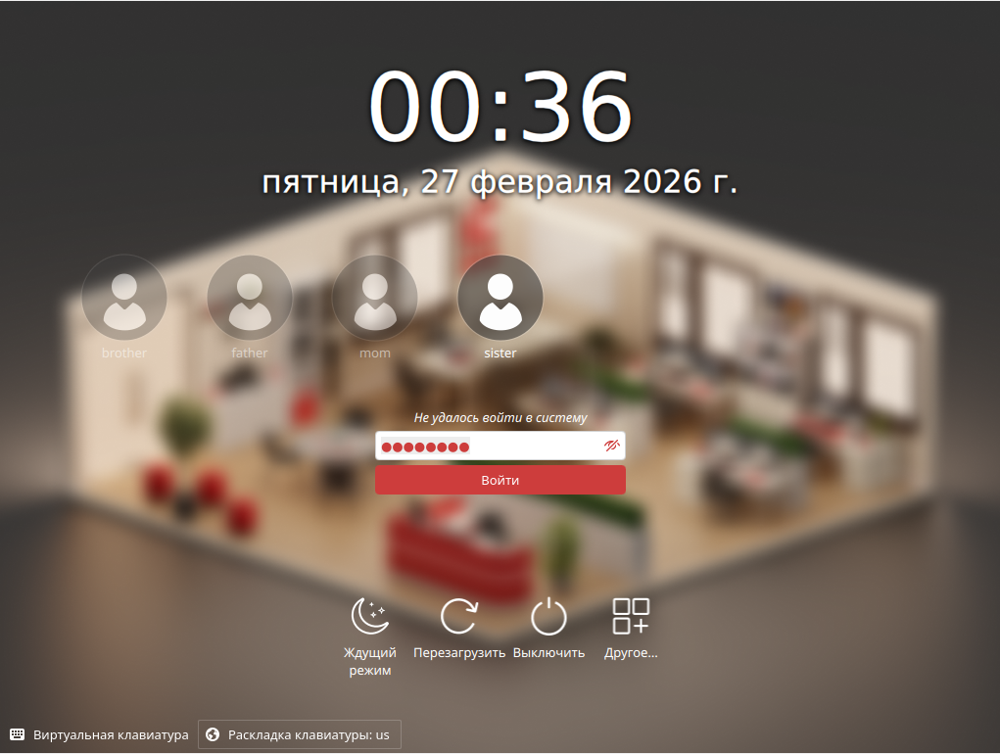 00:36
пятница, 27 февраля 2026 г.
brother
father
mom
sister
Не удалось войти в систему
Войти
Ждущий
режим
Перезагрузить
Выключить
Другое...
Виртуальная клавиатура
Раскладка клавиатуры: us